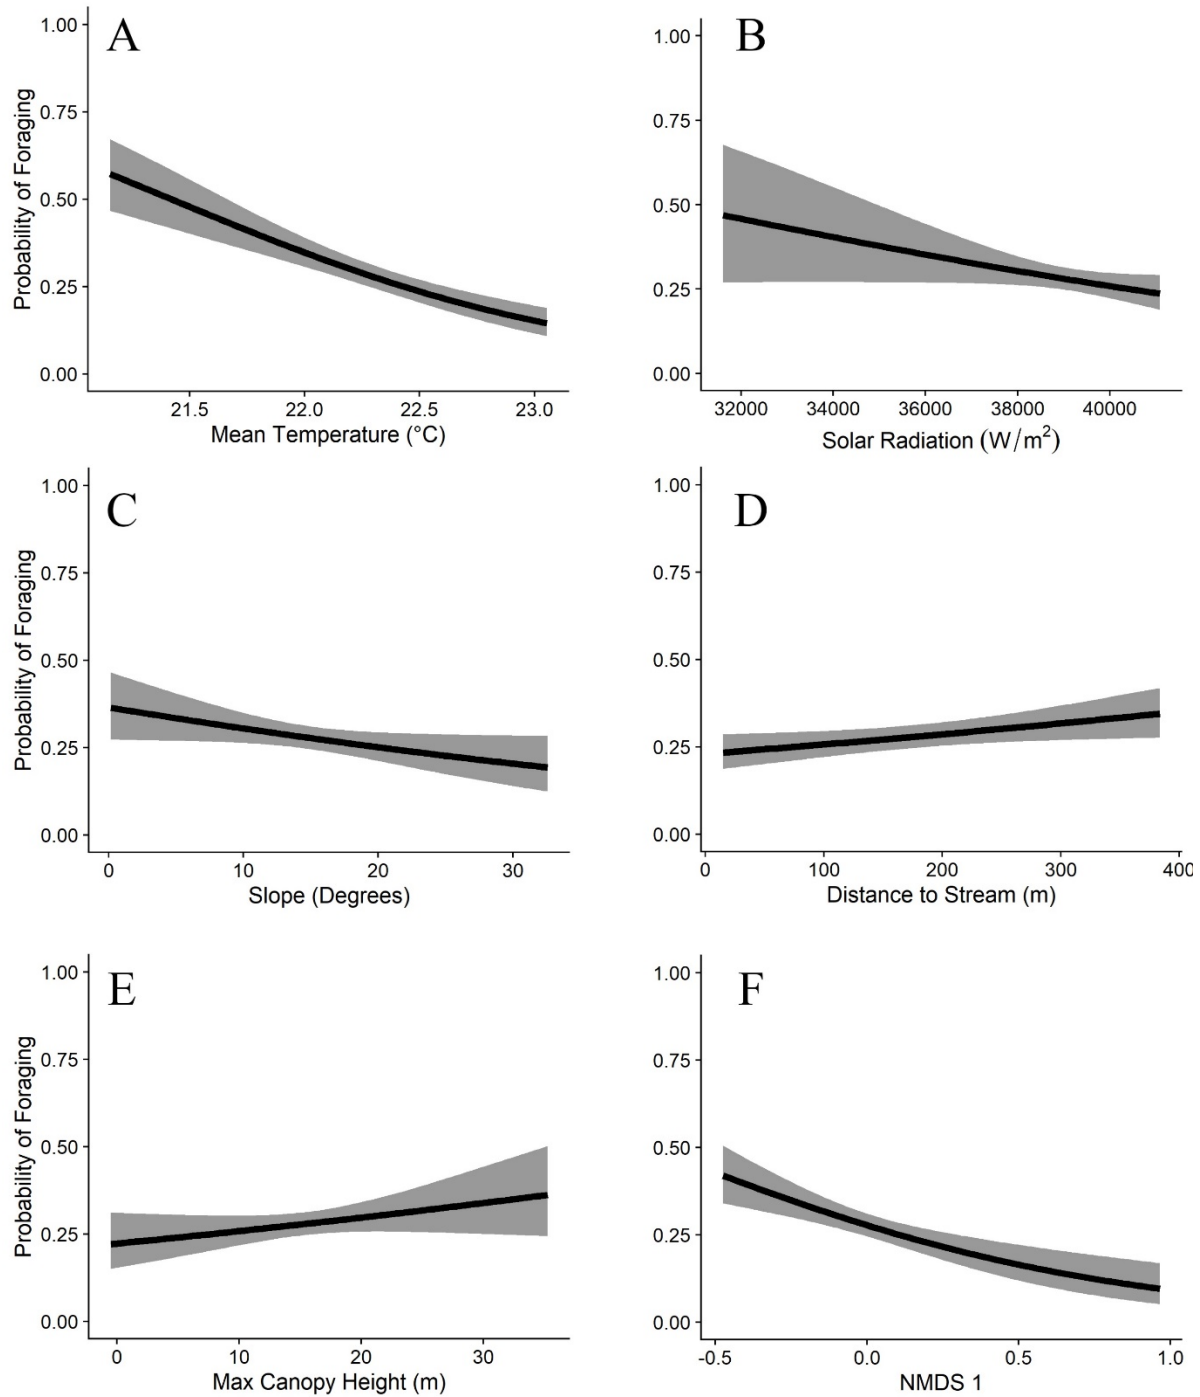 A
1.00
0.75
0.50
0.25
0.00
Probability of Foraging
21.5 22.0 22.5 23.0
Mean Temperature (°C)
B
1.00
0.75
0.50
0.25
0.00
32000 34000 36000 38000 40000
Solar Radiation (W/m²)
C
1.00
0.75
0.50
0.25
0.00
Probability of Foraging
0 10 20 30
Slope (Degrees)
D
1.00
0.75
0.50
0.25
0.00
0 100 200 300 400
Distance to Stream (m)
E
1.00
0.75
0.50
0.25
0.00
Probability of Foraging
0 10 20 30
Max Canopy Height (m)
F
1.00
0.75
0.50
0.25
0.00
-0.5 0.0 0.5 1.0
NMDS 1